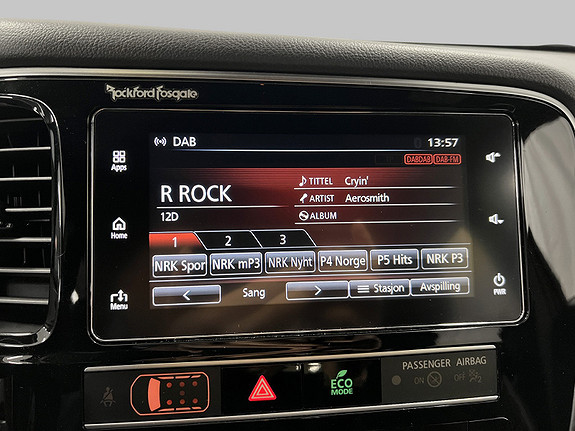 Rockford Fosgate
DAB 13:57
DABDAB DAB-FM
Apps
TITTEL Cryin'
R ROCK
ARTIST Aerosmith
12D
ALBUM
Home
1 2 3
NRK Spor NRK mP3 NRK Nyht P4 Norge P5 Hits NRK P3
< Sang > Stasjon Avspilling
Menu
PWR
PASSENGER AIRBAG
ECO
MODE
ON OFF